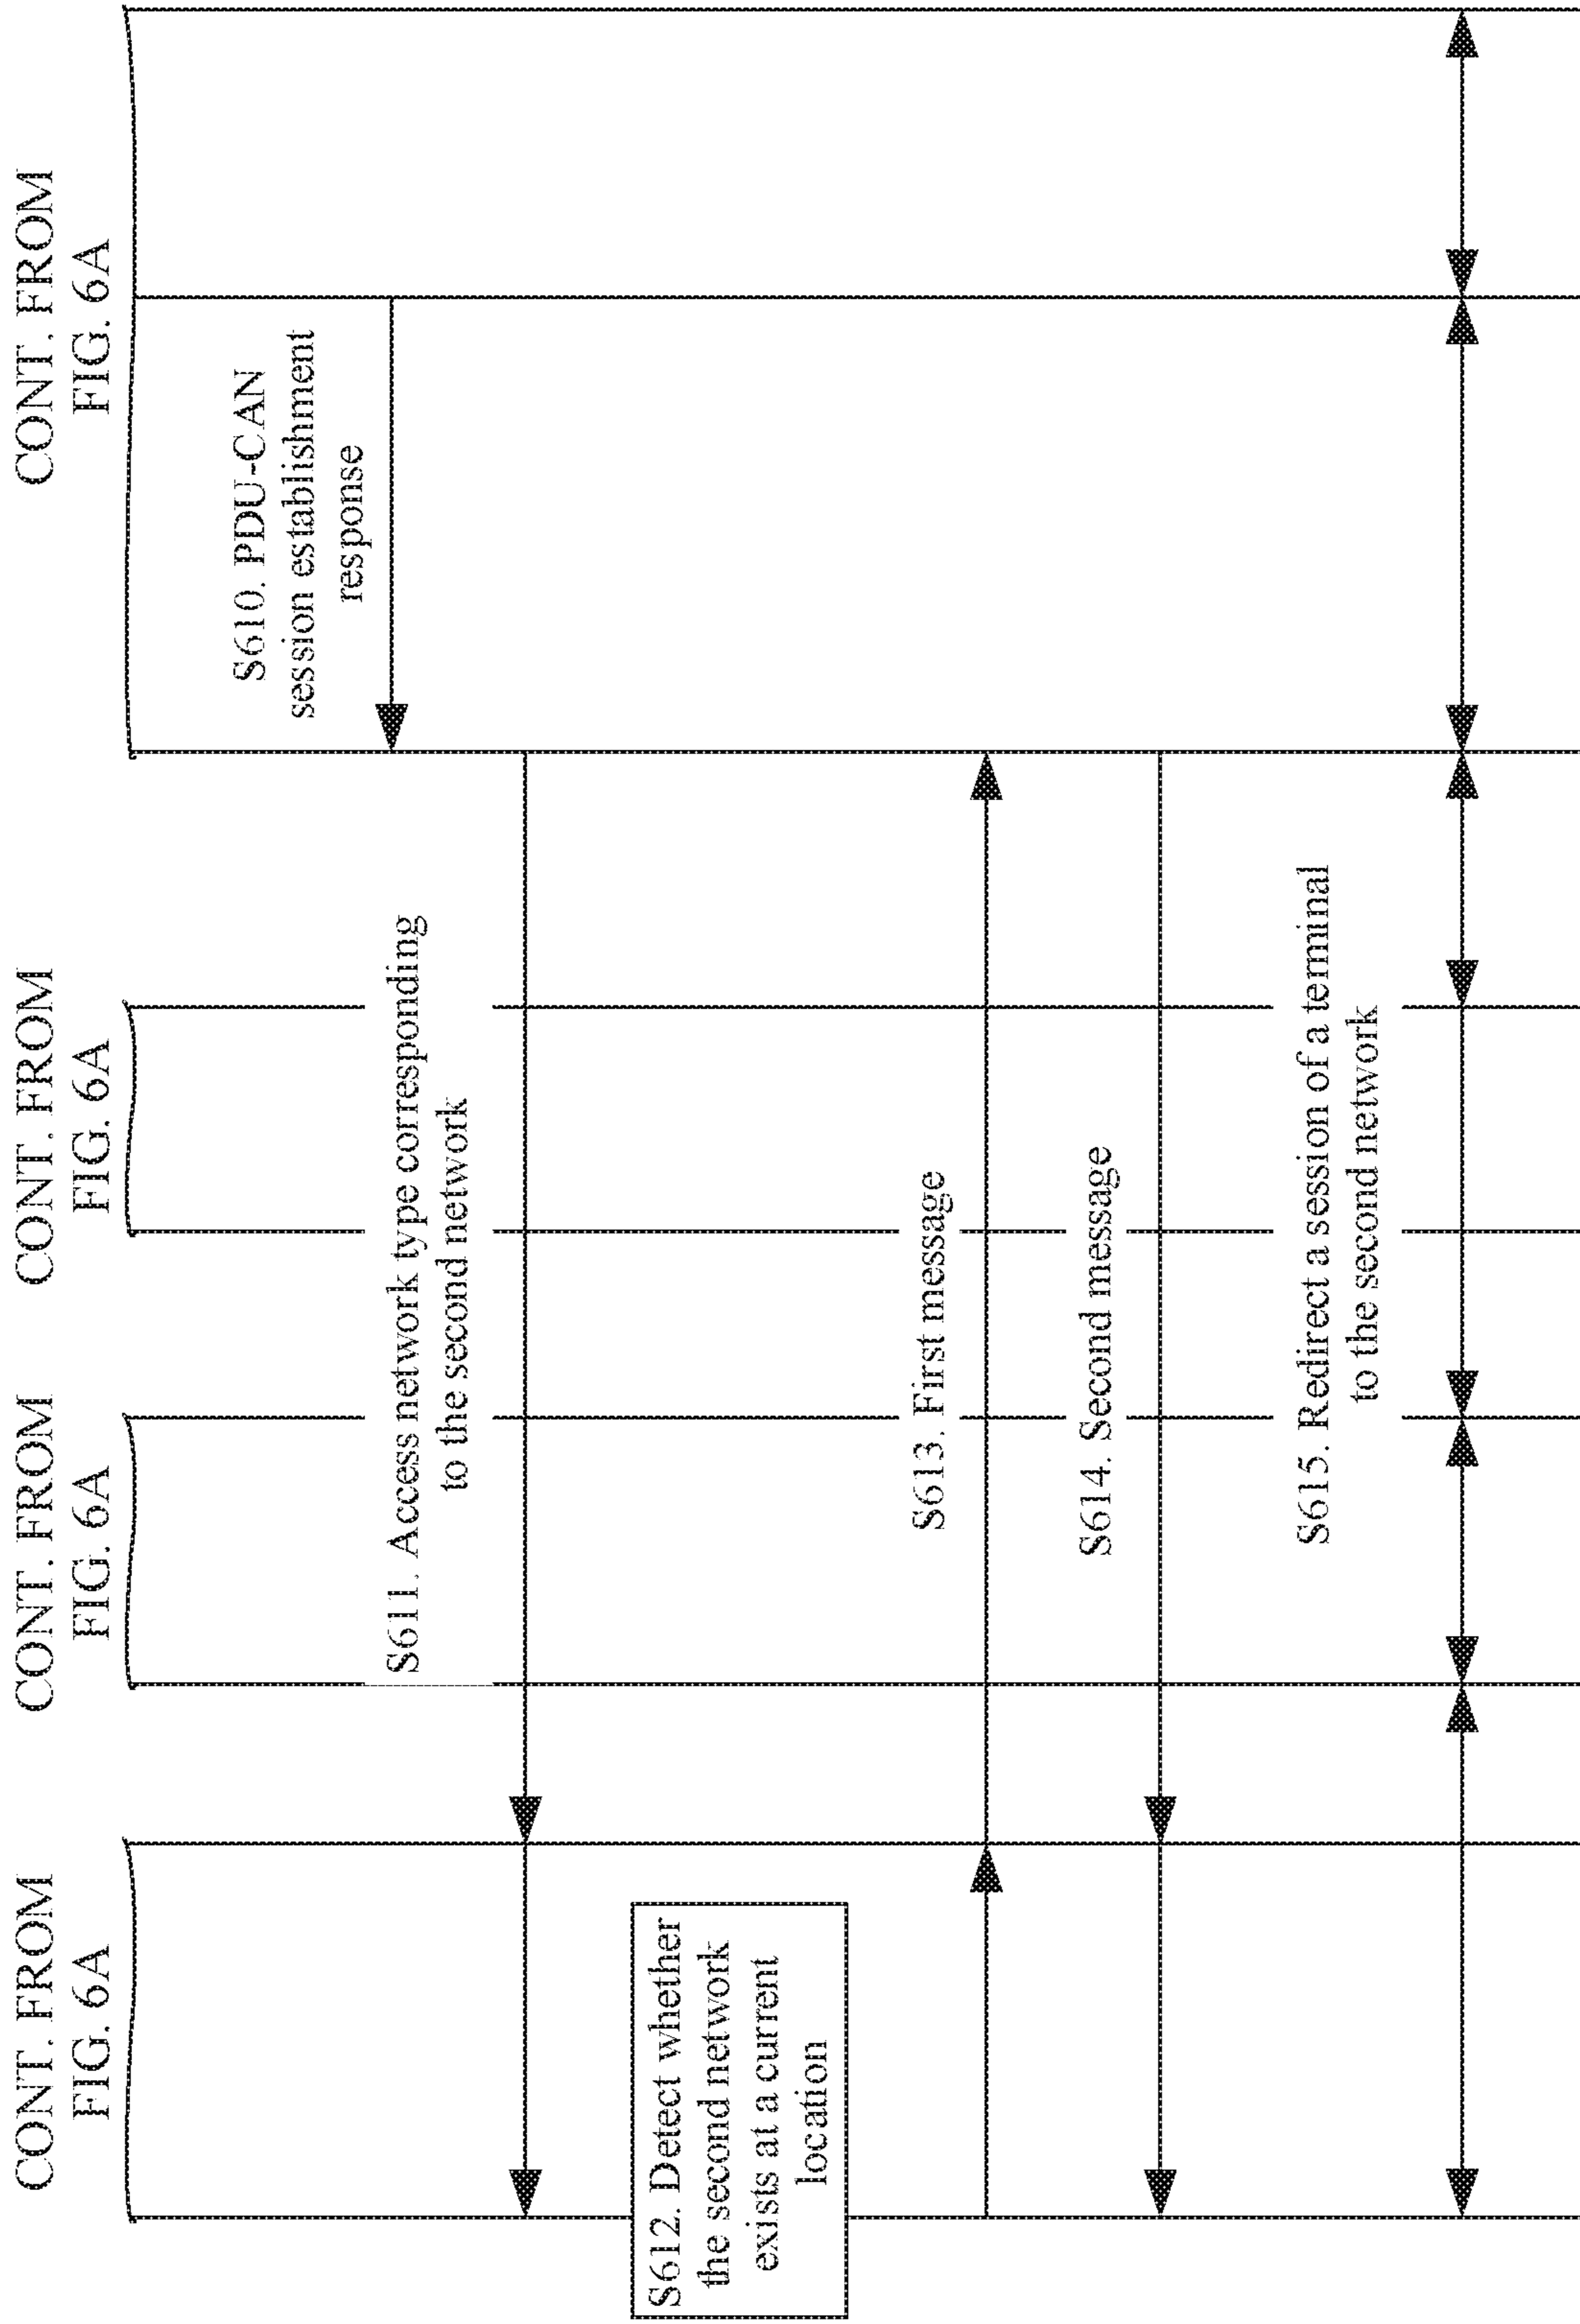 CONT. FROM
FIG. 6A
CONT. FROM
FIG. 6A
CONT. FROM
FIG. 6A
CONT. FROM
FIG. 6A
S610. PDU-CAN
session establishment
response
S611. Access network type corresponding
to the second network
S612. Detect whether
the second network
exists at a current
location
S613. First message
S614. Second message
S615. Redirect a session of a terminal
to the second network